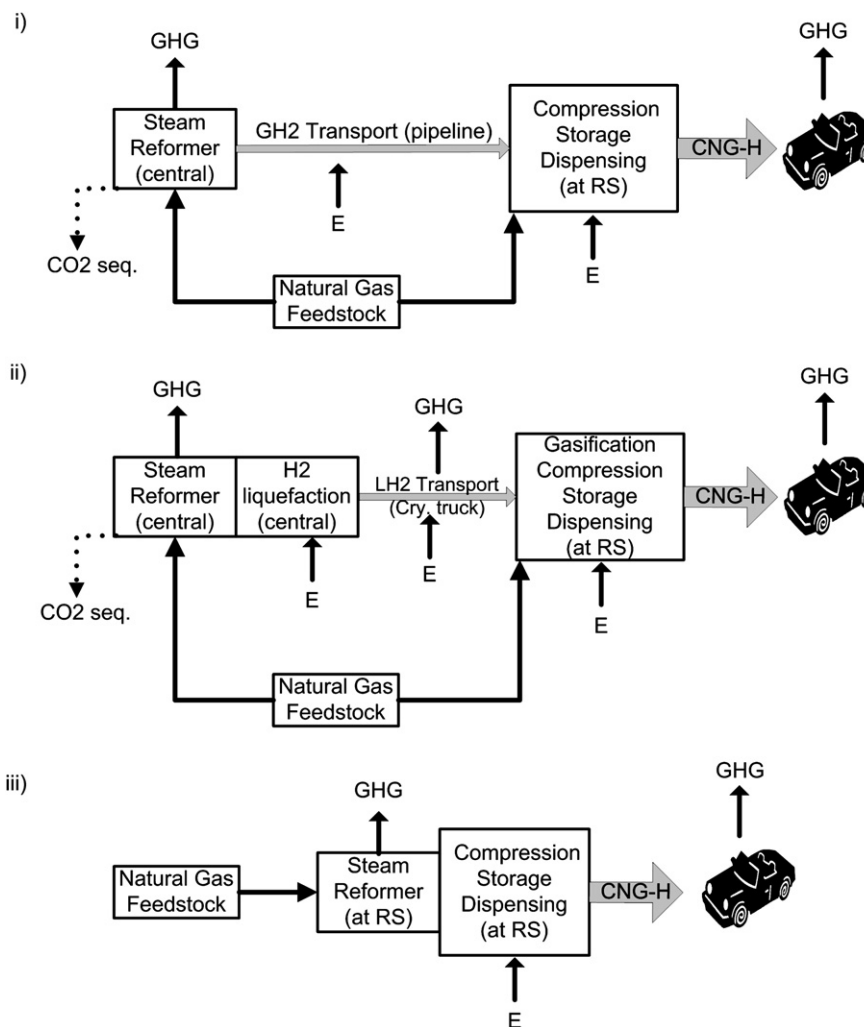 i)
GHG
GHG
Steam
Reformer
(central)
GH2 Transport (pipeline)
Compression
Storage
Dispensing
(at RS)
CNG-H
E
CO2 seq.
E
Natural Gas
Feedstock
ii)
GHG
GHG
GHG
Steam
Reformer
(central)
H2
liquefaction
(central)
LH2 Transport
(Cry. truck)
Gasification
Compression
Storage
Dispensing
(at RS)
CNG-H
CO2 seq.
E
E
E
Natural Gas
Feedstock
iii)
GHG
GHG
Natural Gas
Feedstock
Steam
Reformer
(at RS)
Compression
Storage
Dispensing
(at RS)
CNG-H
E